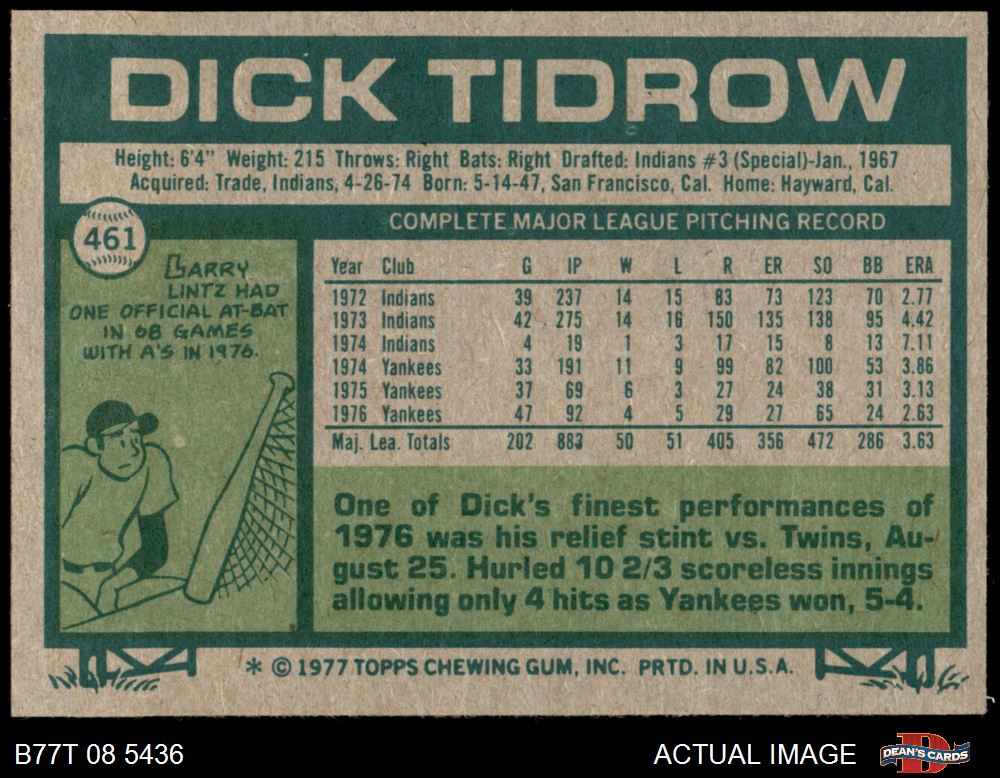 DICK TIDROW
Height: 6'4" Weight: 215 Throws: Right Bats: Right Drafted: Indians #3 (Special)-Jan., 1967
Acquired: Trade, Indians, 4-26-74 Born: 5-14-47, San Francisco, Cal. Home: Hayward, Cal.
461
LARRY
LINTZ HAD
ONE OFFICIAL AT-BAT
IN 68 GAMES
WITH A'S IN 1976.
COMPLETE MAJOR LEAGUE PITCHING RECORD
Year Club G IP W L R ER SO BB ERA
1972 Indians 39 237 14 15 83 73 123 70 2.77
1973 Indians 42 275 14 16 150 135 138 95 4.42
1974 Indians 4 19 1 3 17 15 8 13 7.11
1974 Yankees 33 191 11 9 99 82 100 53 3.86
1975 Yankees 37 69 6 3 27 24 38 31 3.13
1976 Yankees 47 92 4 5 29 27 65 24 2.63
Maj. Lea. Totals 202 883 50 51 405 356 472 286 3.63
One of Dick's finest performances of
1976 was his relief stint vs. Twins, Au-
gust 25. Hurled 10 2/3 scoreless innings
allowing only 4 hits as Yankees won, 5-4.
* © 1977 TOPPS CHEWING GUM, INC. PRTD. IN U.S.A.
B77T 08 5436
ACTUAL IMAGE
DEAN'S CARDS